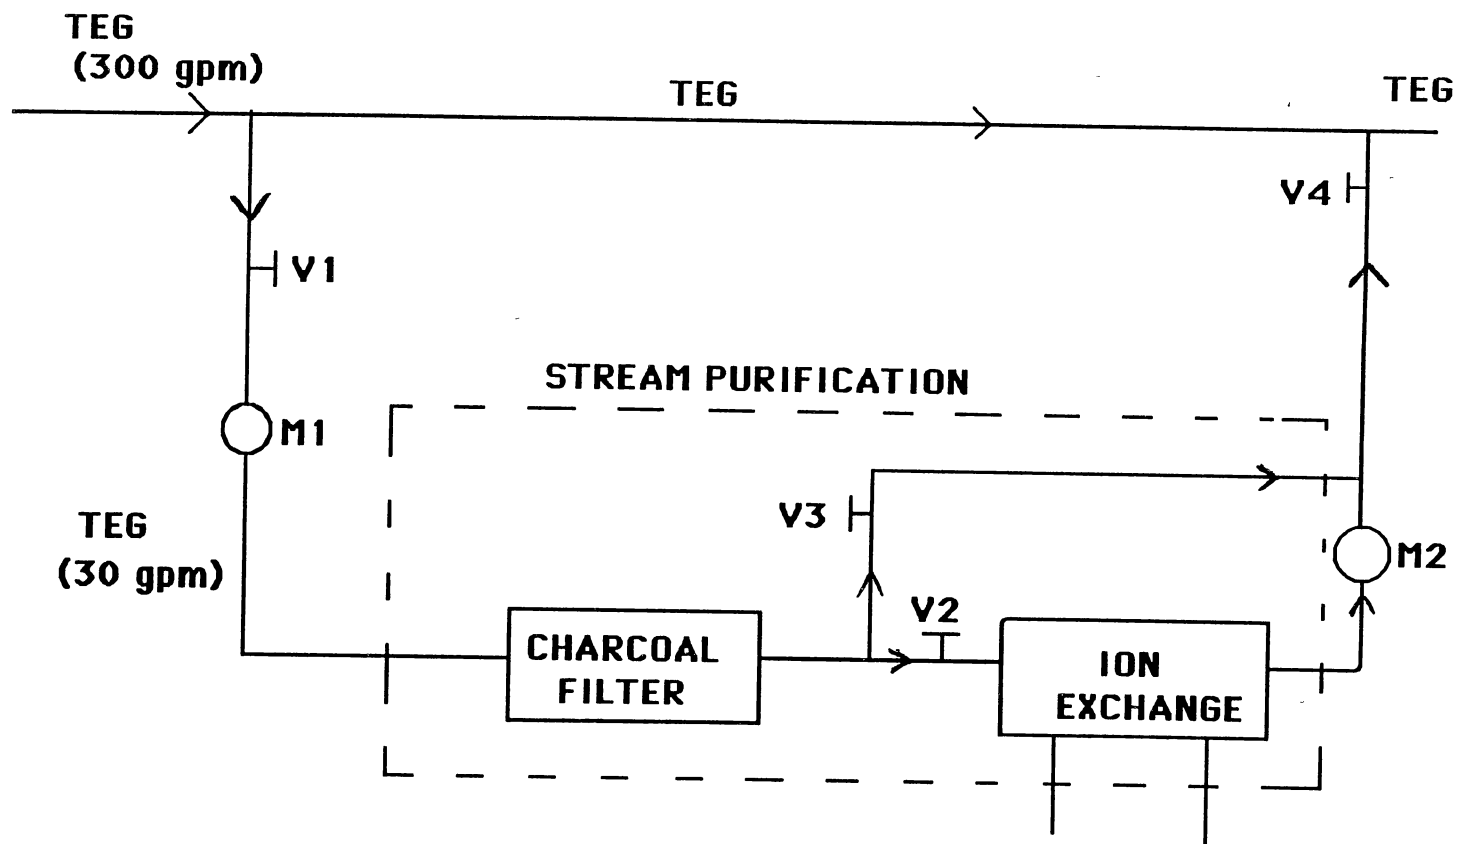 TEG
(300 gpm)
TEG
TEG
V4
V1
STREAM PURIFICATION
M1
V3
TEG
(30 gpm)
M2
V2
CHARCOAL
FILTER
ION
EXCHANGE